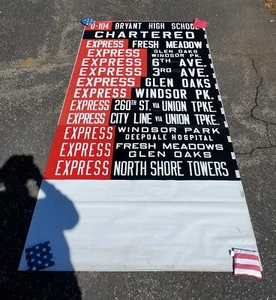 Q-104 BRYANT HIGH SCHOO
CHARTERED
EXPRESS FRESH MEADOW
EXPRESS GLEN OAKS
WINDSOR PK.
EXPRESS 6TH AVE.
EXPRESS 3RD AVE.
EXPRESS GLEN OAKS
EXPRESS WINDSOR PK.
EXPRESS 260TH ST. VIA UNION TPKE.
EXPRESS CITY LINE VIA UNION TPKE.
EXPRESS WINDSOR PARK
DEEPDALE HOSPITAL
EXPRESS FRESH MEADOWS
GLEN OAKS
EXPRESS NORTH SHORE TOWERS